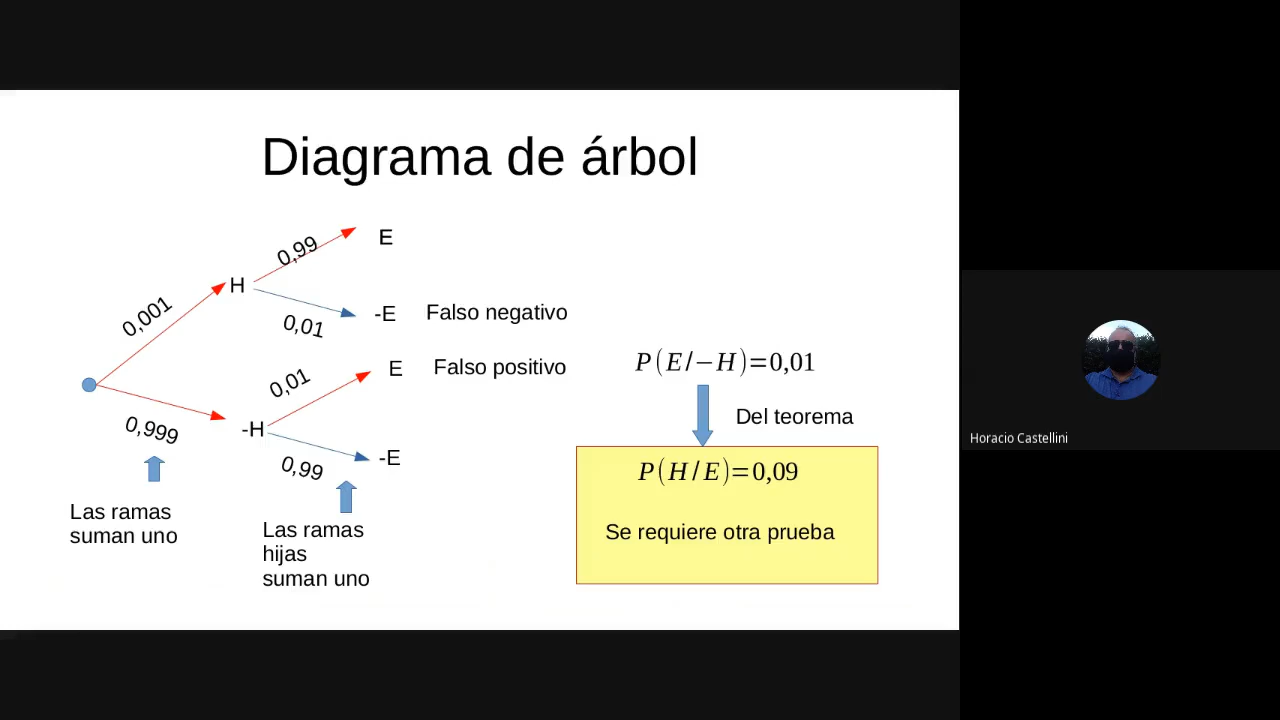 Diagrama de árbol
0,99
E
H
0,001
0,01
-E Falso negativo
0,01
E Falso positivo
P(E/−H)=0,01
0,999
-H
Del teorema
0,99
-E
P(H/E)=0,09
Las ramas
suman uno
Las ramas
hijas
suman uno
Se requiere otra prueba
Horacio Castellini